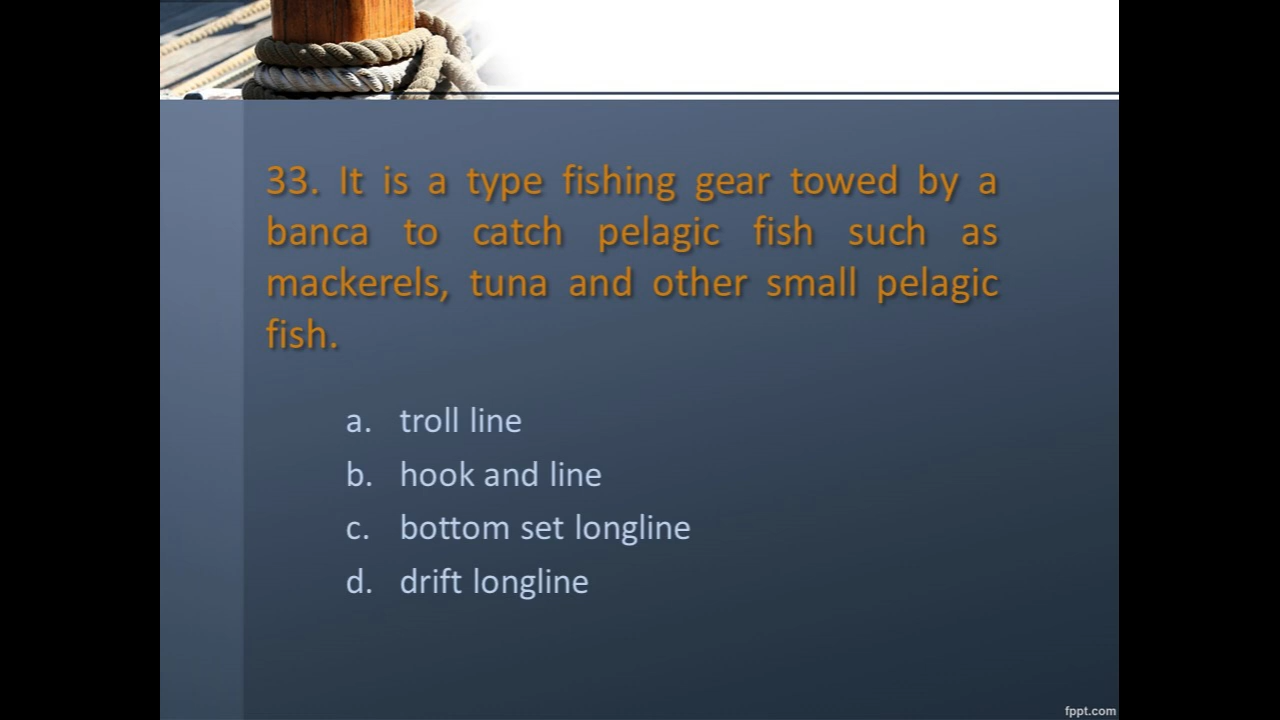 33. It is a type fishing gear towed by a
banca to catch pelagic fish such as
mackerels, tuna and other small pelagic
fish.
a. troll line
b. hook and line
c. bottom set longline
d. drift longline
fppt.com